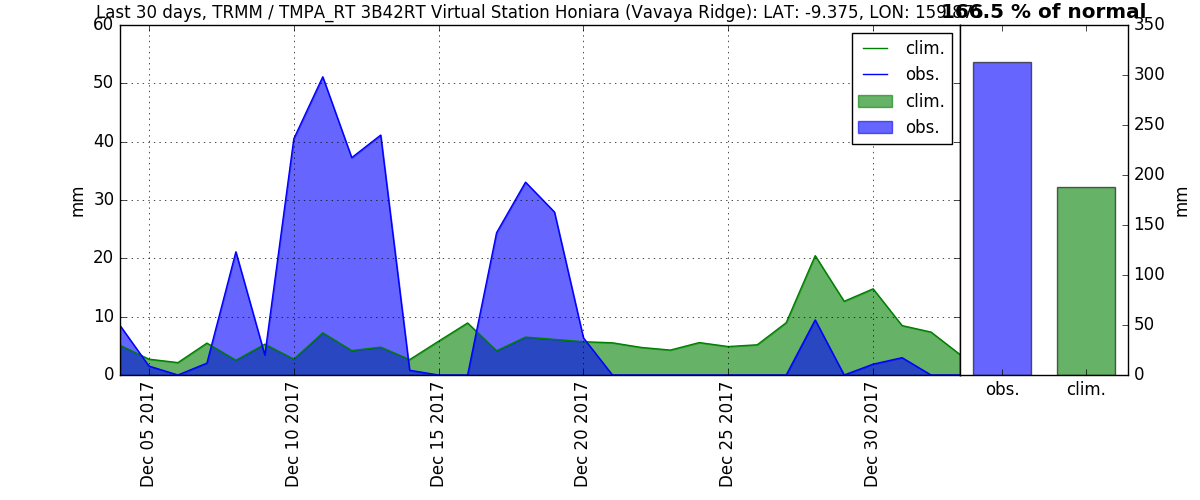 Last 30 days, TRMM / TMPA_RT 3B42RT Virtual Station Honiara (Vavaya Ridge): LAT: -9.375, LON:
166.5 % of normal
60
50
40
30
20
10
0
mm
clim.
obs.
clim.
obs.
350
300
250
200
150
100
50
0
mm
Dec 05 2017
Dec 10 2017
Dec 15 2017
Dec 20 2017
Dec 25 2017
Dec 30 2017
obs.
clim.